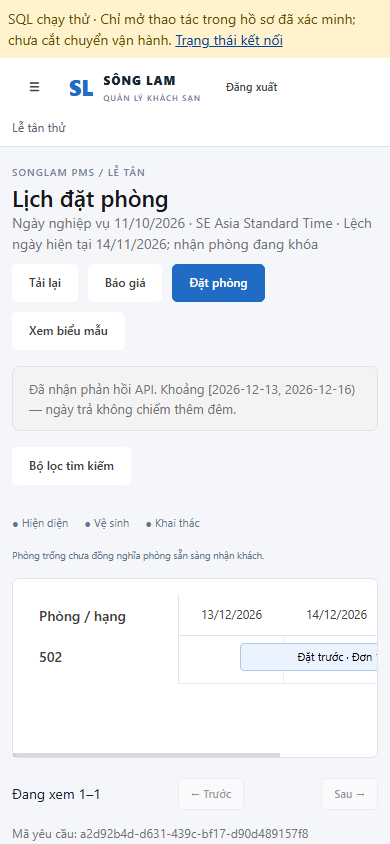 SQL chạy thử · Chỉ mở thao tác trong hồ sơ đã xác minh;
chưa cắt chuyển vận hành. Trạng thái kết nối
☰ SL SÔNG LAM Đăng xuất
QUẢN LÝ KHÁCH SẠN
Lễ tân thử
SONGLAM PMS / LỄ TÂN
Lịch đặt phòng
Ngày nghiệp vụ 11/10/2026 · SE Asia Standard Time · Lệch
ngày hiện tại 14/11/2026; nhận phòng đang khóa
Tải lại Báo giá Đặt phòng
Xem biểu mẫu
Đã nhận phản hồi API. Khoảng [2026-12-13, 2026-12-16)
— ngày trả không chiếm thêm đêm.
Bộ lọc tìm kiếm
● Hiện diện ● Vệ sinh ● Khai thác
Phòng trống chưa đồng nghĩa phòng sẵn sàng nhận khách.
Phòng / hạng 13/12/2026 14/12/2026
502 Đặt trước · Đơn
Đang xem 1–1 ← Trước Sau →
Mã yêu cầu: a2d92b4d-d631-439c-bf17-d90d489157f8